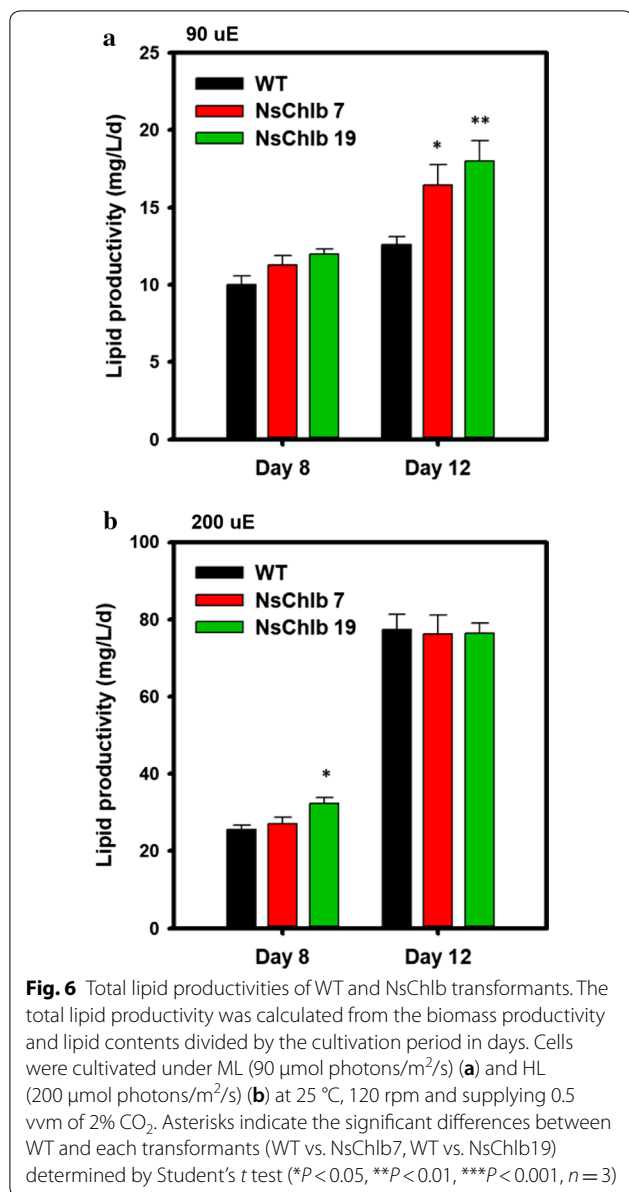 a
90 uE
25
20
15
10
5
0
Lipid productivity (mg/L/d)
WT
NsChlb 7
NsChlb 19
*
**
Day 8
Day 12
b
200 uE
100
80
60
40
20
0
Lipid productivity (mg/L/d)
WT
NsChlb 7
NsChlb 19
*
Day 8
Day 12
Fig. 6 Total lipid productivities of WT and NsChlb transformants. The
total lipid productivity was calculated from the biomass productivity
and lipid contents divided by the cultivation period in days. Cells
were cultivated under ML (90 μmol photons/m²/s) (a) and HL
(200 μmol photons/m²/s) (b) at 25 °C, 120 rpm and supplying 0.5
vvm of 2% CO₂. Asterisks indicate the significant differences between
WT and each transformants (WT vs. NsChlb7, WT vs. NsChlb19)
determined by Student’s t test (*P < 0.05, **P < 0.01, ***P < 0.001, n = 3)